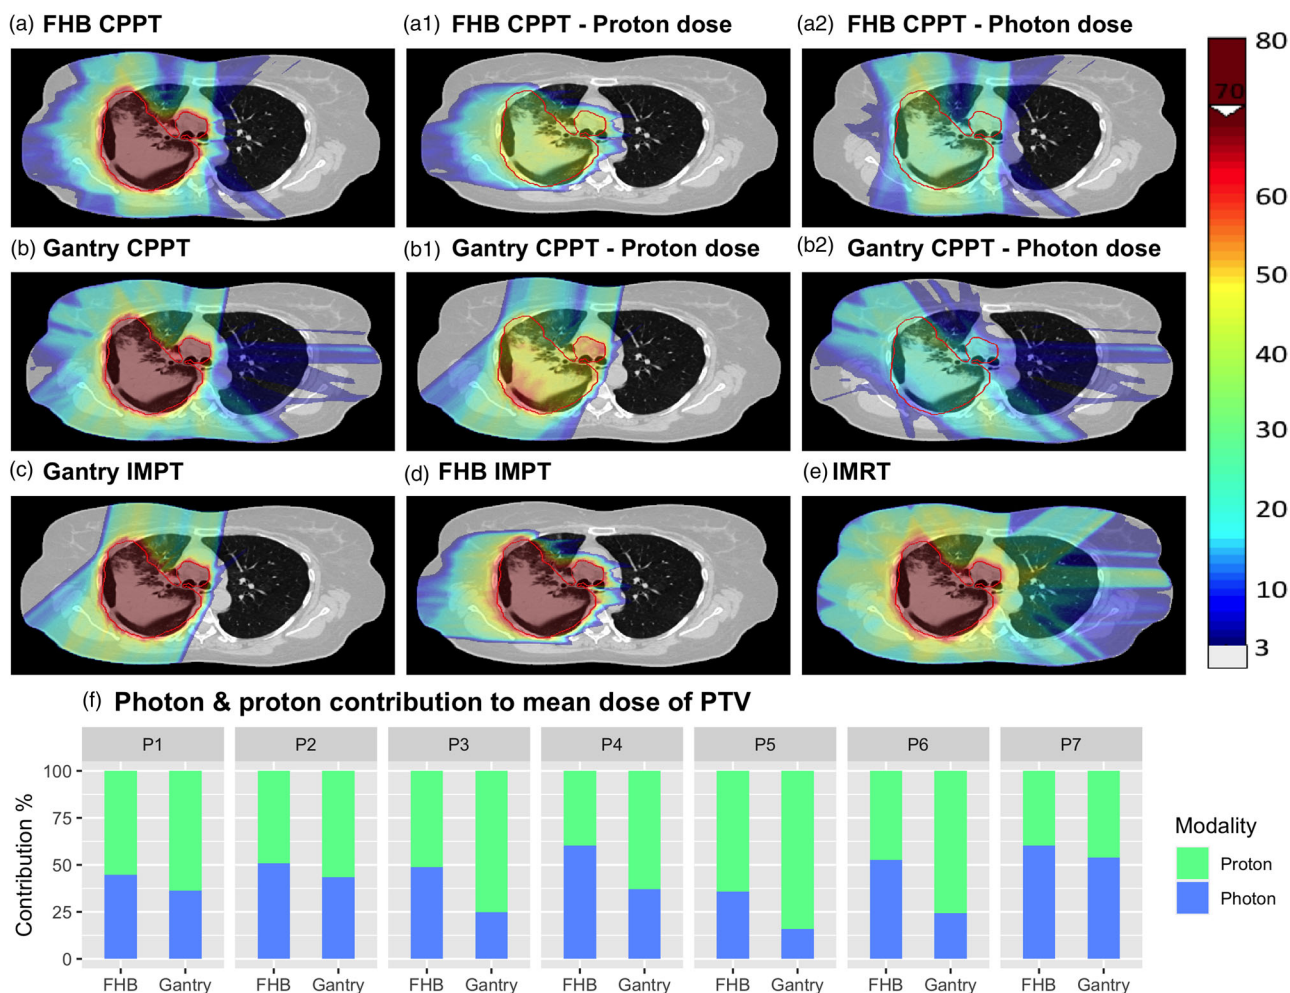 (a) FHB CPPT
(a1) FHB CPPT - Proton dose
(a2) FHB CPPT - Photon dose
80
70
60
50
40
30
20
10
3
(b) Gantry CPPT
(b1) Gantry CPPT - Proton dose
(b2) Gantry CPPT - Photon dose
(c) Gantry IMPT
(d) FHB IMPT
(e) IMRT
(f) Photon & proton contribution to mean dose of PTV
P1 P2 P3 P4 P5 P6 P7
Contribution %
100
75
50
25
0
FHB Gantry FHB Gantry FHB Gantry FHB Gantry FHB Gantry FHB Gantry FHB Gantry
Modality
Proton
Photon